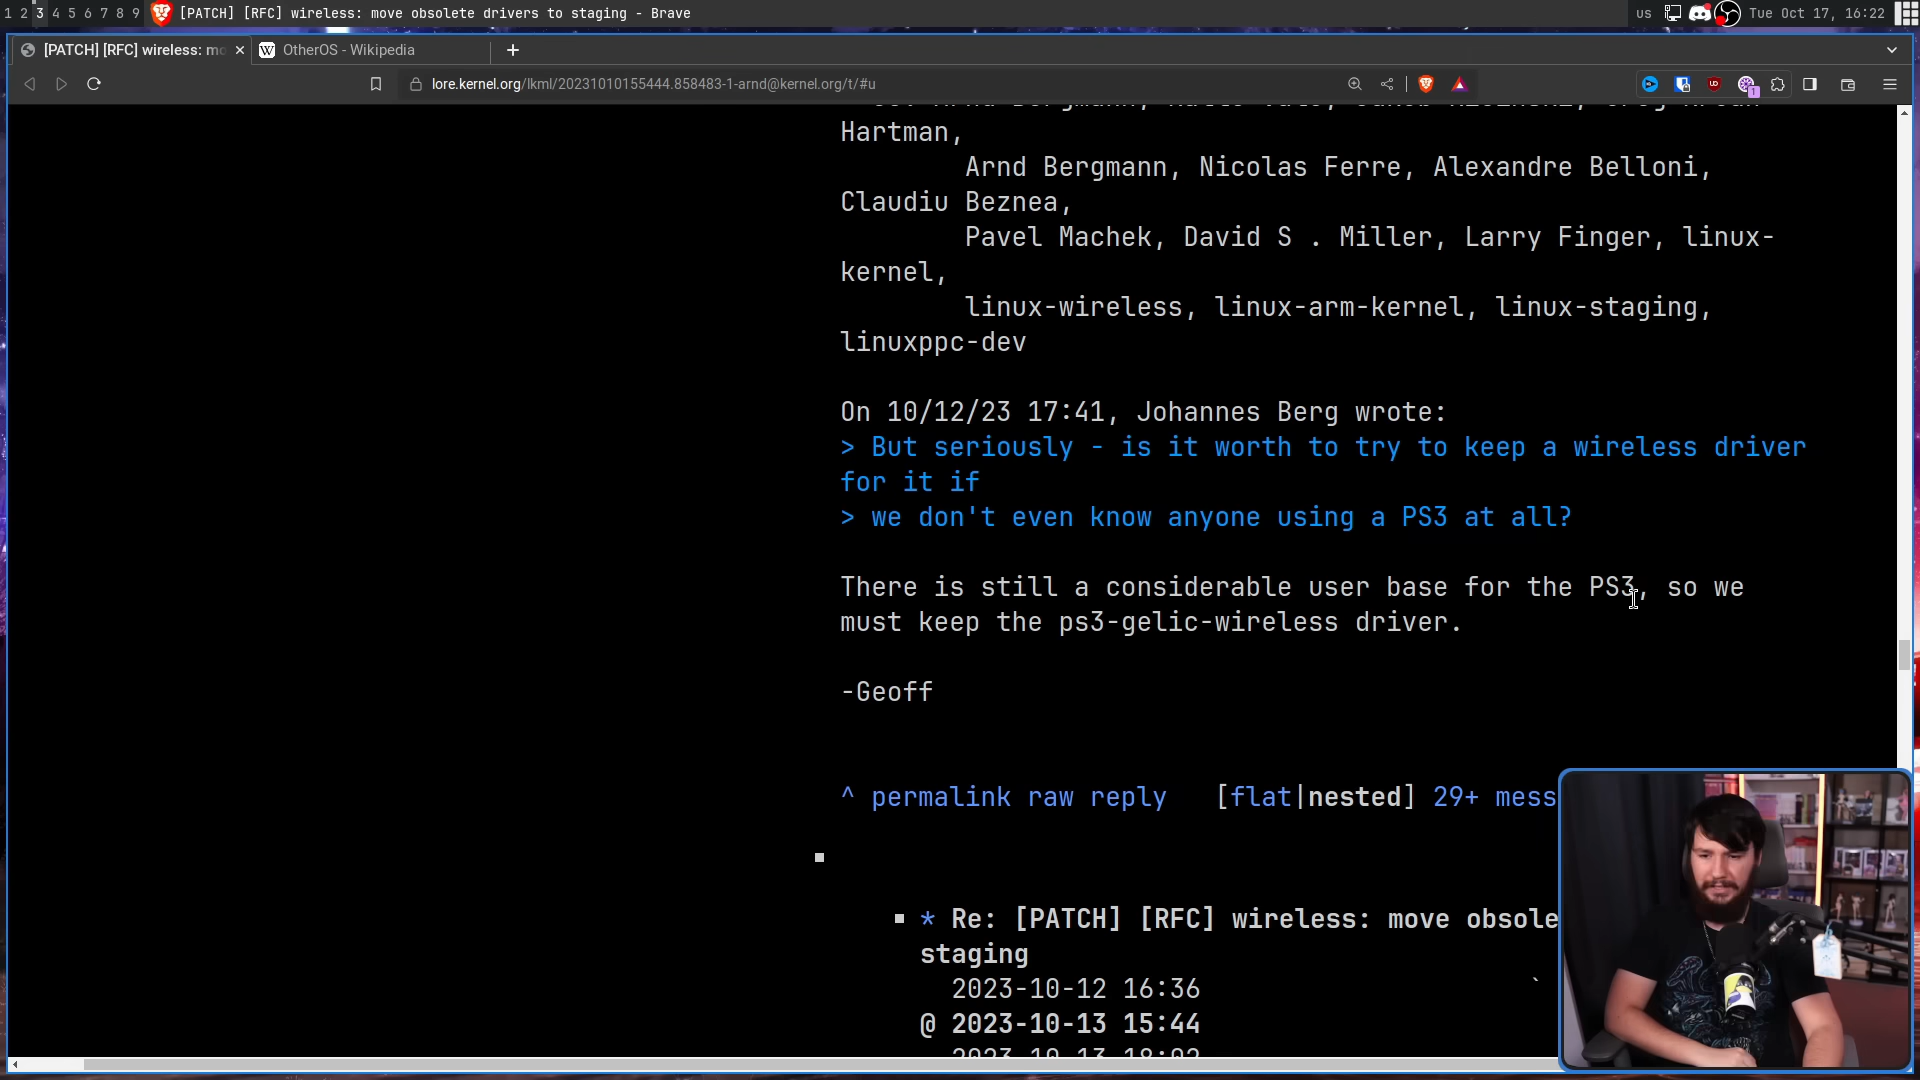 1 2 3 4 5 6 7 8 9 [PATCH] [RFC] wireless: move obsolete drivers to staging - Brave us Tue Oct 17, 16:22
[PATCH] [RFC] wireless: mo OtherOS - Wikipedia
lore.kernel.org/lkml/20231010155444.858483-1-arnd@kernel.org/t/#u
Hartman,
Arnd Bergmann, Nicolas Ferre, Alexandre Belloni,
Claudiu Beznea,
Pavel Machek, David S . Miller, Larry Finger, linux-
kernel,
linux-wireless, linux-arm-kernel, linux-staging,
linuxppc-dev
On 10/12/23 17:41, Johannes Berg wrote:
> But seriously - is it worth to try to keep a wireless driver
for it if
> we don't even know anyone using a PS3 at all?
There is still a considerable user base for the PS3, so we
must keep the ps3-gelic-wireless driver.
-Geoff
^ permalink raw reply [flat|nested] 29+ mess
* Re: [PATCH] [RFC] wireless: move obsole
staging
2023-10-12 16:36 `
@ 2023-10-13 15:44